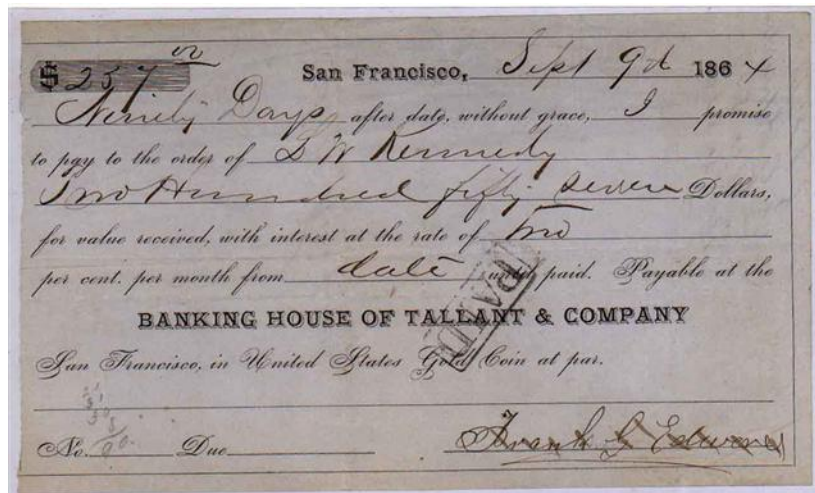 $ 257 00
San Francisco, Sept 9th 1864
Ninety Days after date, without grace, I promise
to pay to the order of L W Kennedy
Two Hundred fifty seven Dollars,
for value received, with interest at the rate of Two
per cent. per month from date until paid. Payable at the
PAID
BANKING HOUSE OF TALLANT & COMPANY
San Francisco, in United States Gold Coin at par.
No. Due
Frank G Edwards